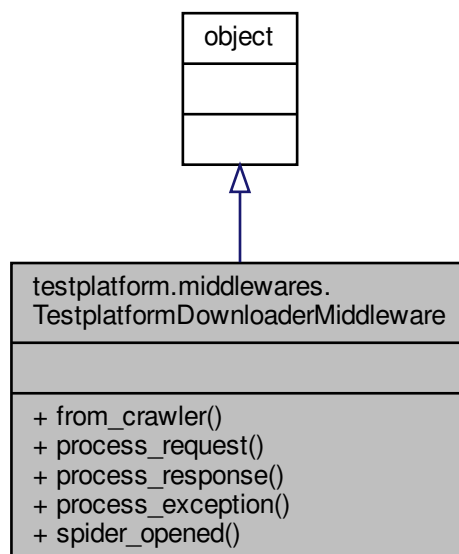 object
testplatform.middlewares.
TestplatformDownloaderMiddleware
+ from_crawler()
+ process_request()
+ process_response()
+ process_exception()
+ spider_opened()